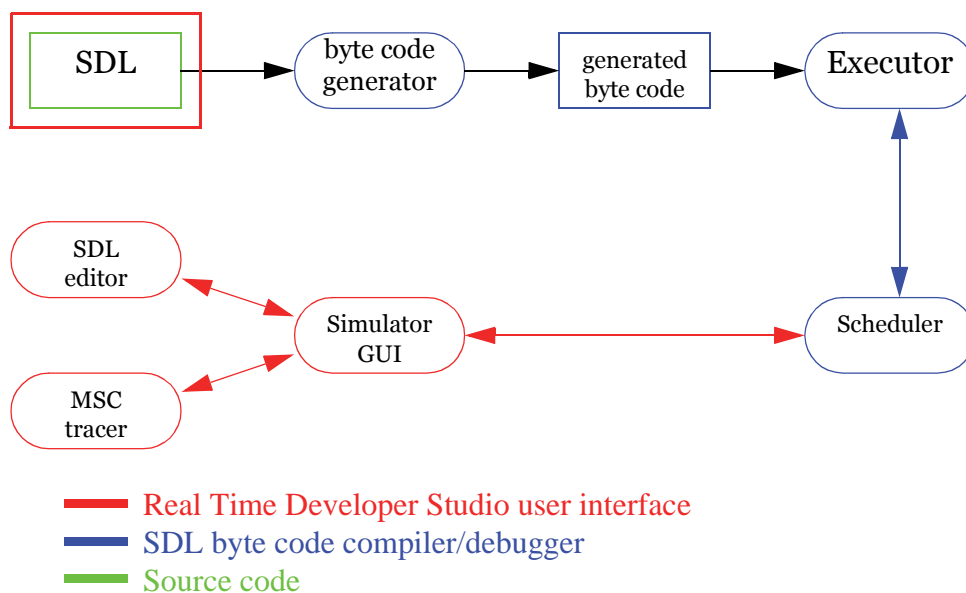 SDL
byte code
generator
generated
byte code
Executor
SDL
editor
Simulator
GUI
Scheduler
MSC
tracer
Real Time Developer Studio user interface
SDL byte code compiler/debugger
Source code